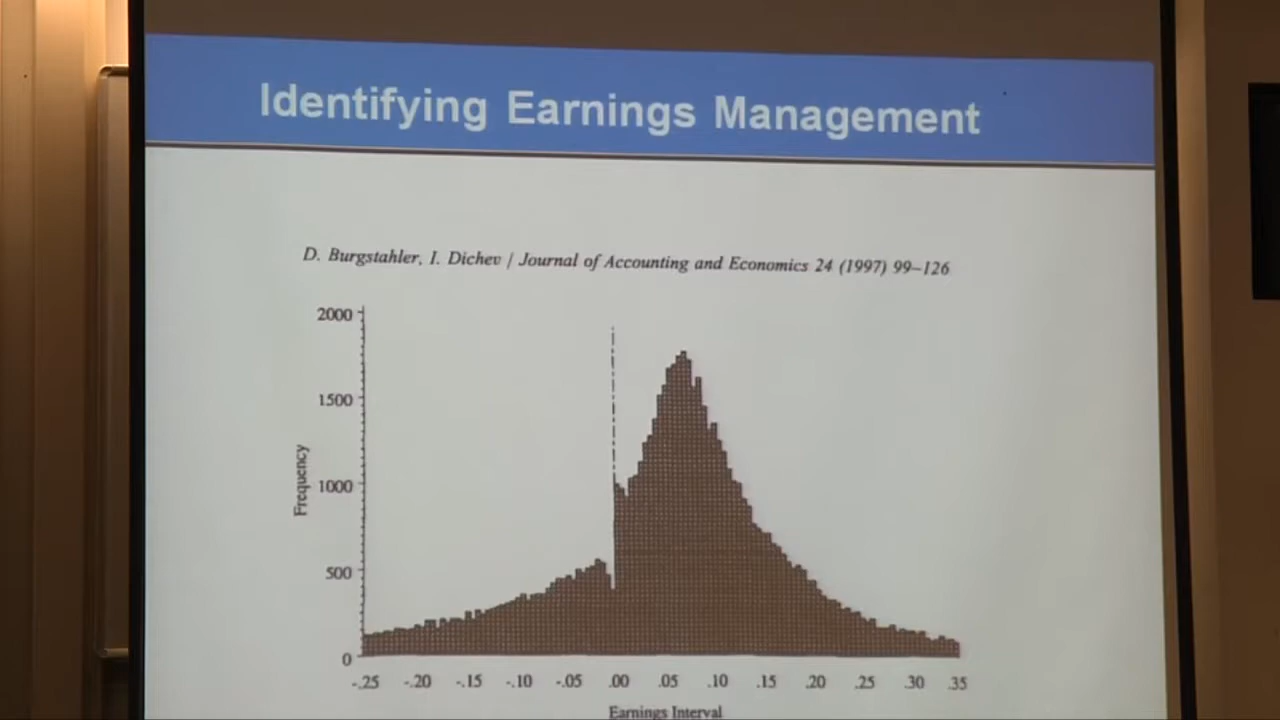 Identifying Earnings Management
D. Burgstahler, I. Dichev / Journal of Accounting and Economics 24 (1997) 99–126
2000
1500
1000
500
0
Frequency
-.25 -.20 -.15 -.10 -.05 .00 .05 .10 .15 .20 .25 .30 .35
Earnings Interval